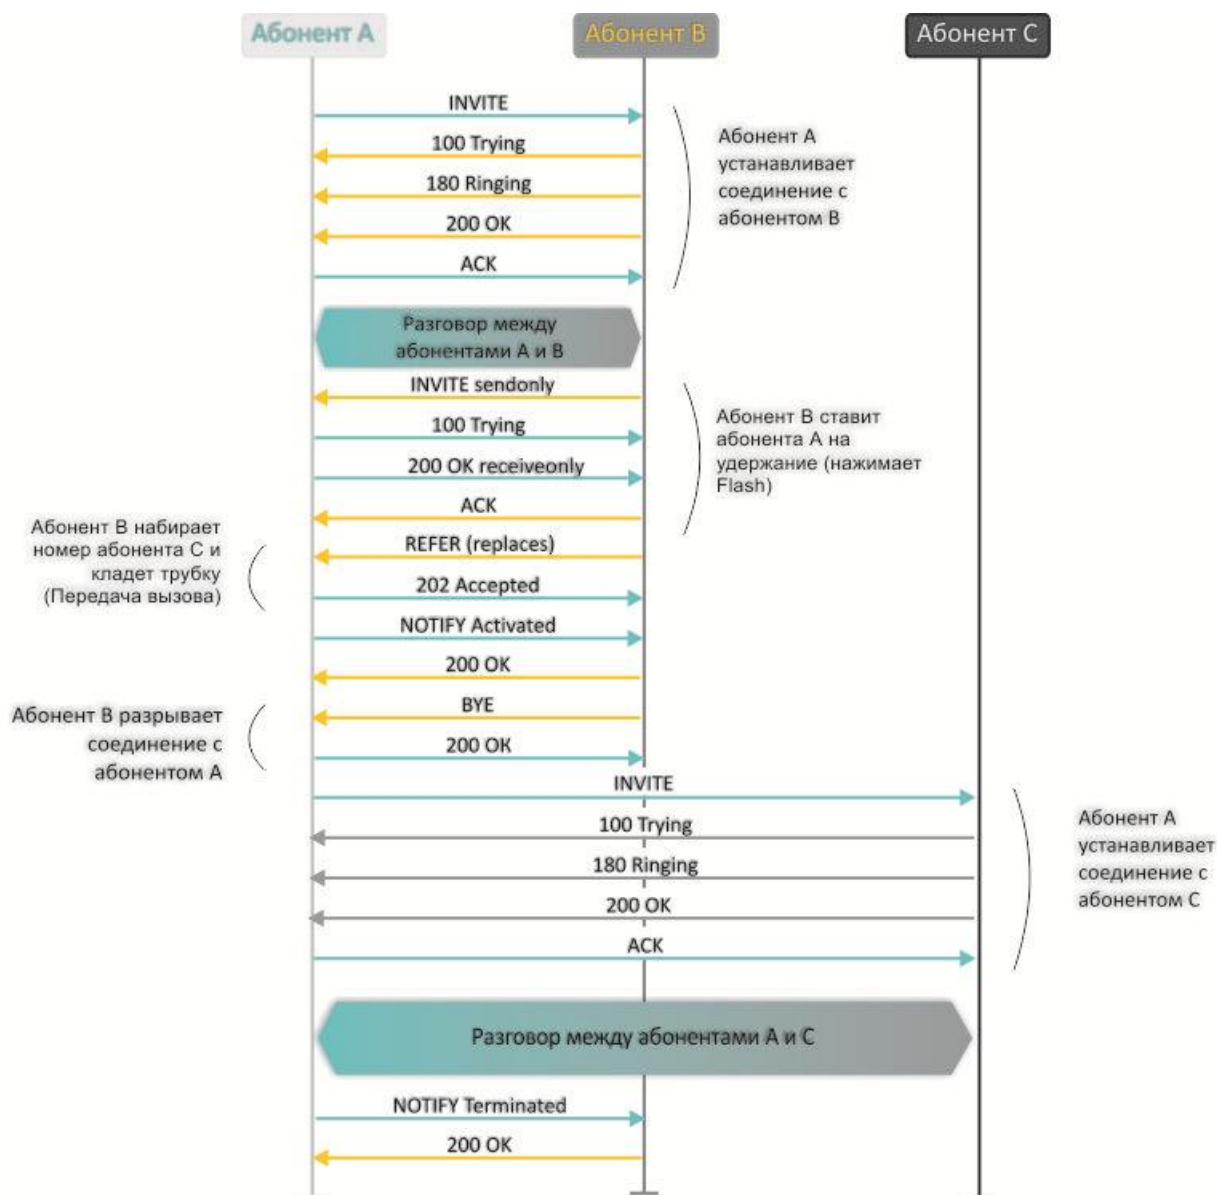 Абонент А
Абонент В
Абонент С
INVITE
100 Trying
180 Ringing
200 OK
ACK
Абонент А
устанавливает
соединение с
абонентом В
Разговор между
абонентами А и В
INVITE sendonly
100 Trying
200 OK receiveonly
ACK
Абонент В ставит
абонента А на
удержание (нажимает
Flash)
REFER (replaces)
202 Accepted
Абонент В набирает
номер абонента С и
кладет трубку
(Передача вызова)
NOTIFY Activated
200 OK
BYE
200 OK
Абонент В разрывает
соединение с
абонентом А
INVITE
100 Trying
180 Ringing
200 OK
ACK
Абонент А
устанавливает
соединение с
абонентом С
Разговор между абонентами А и С
NOTIFY Terminated
200 OK